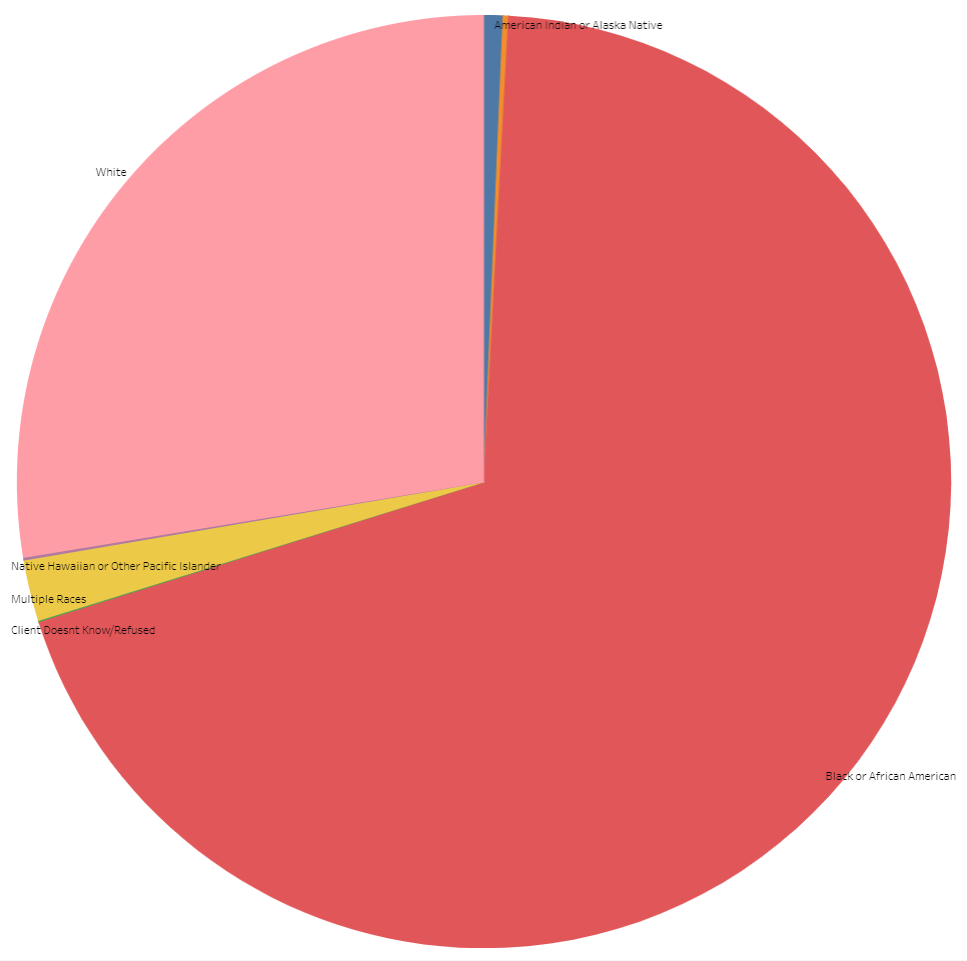 American Indian or Alaska Native
White
Native Hawaiian or Other Pacific Islander
Multiple Races
Client Doesnt Know/Refused
Black or African American